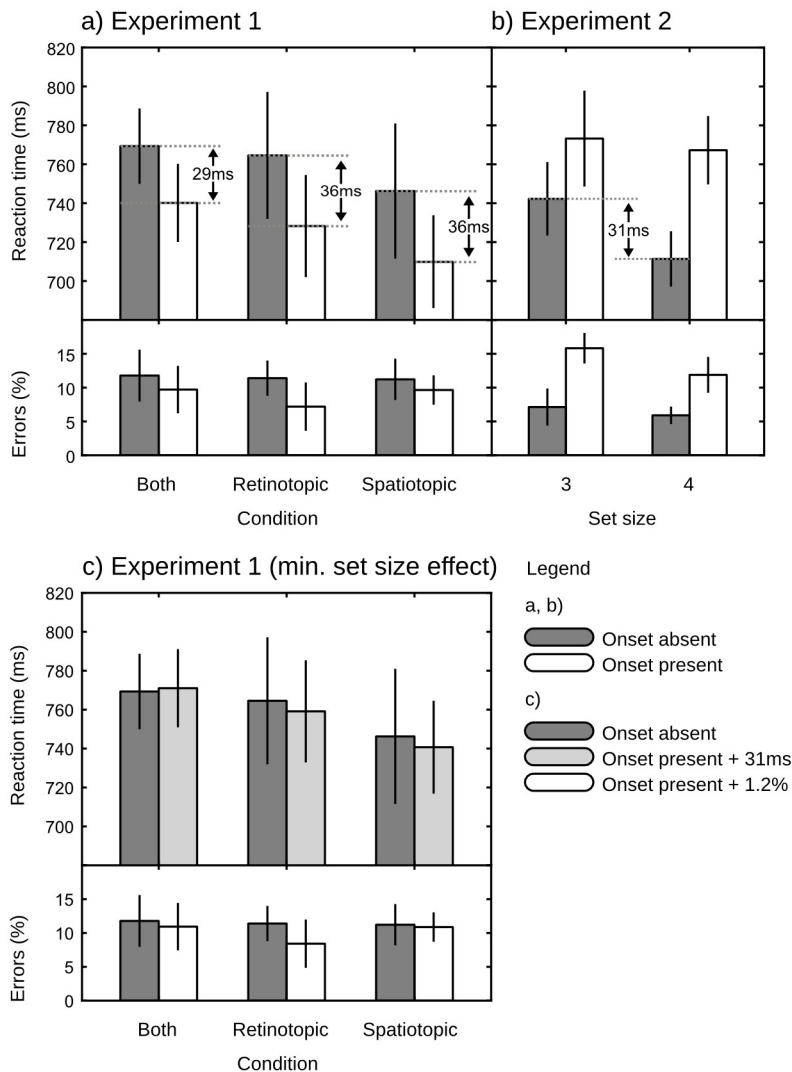 a) Experiment 1
b) Experiment 2
820
800
780
760
740
720
700
Reaction time (ms)
29ms
36ms
36ms
31ms
15
10
5
0
Errors (%)
Both Retinotopic Spatiotopic
Condition
3 4
Set size
c) Experiment 1 (min. set size effect)
820
800
780
760
740
720
700
Reaction time (ms)
15
10
5
0
Errors (%)
Both Retinotopic Spatiotopic
Condition
Legend
a, b)
Onset absent
Onset present
c)
Onset absent
Onset present + 31ms
Onset present + 1.2%